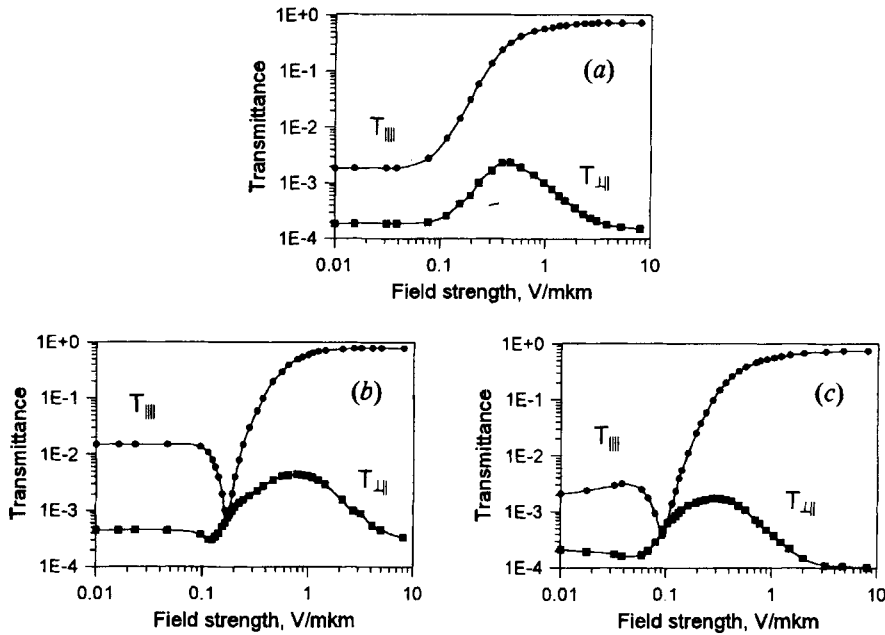 (a)
Transmittance
1E+0
1E-1
1E-2
1E-3
1E-4
T||||
T⊥||
0.01 0.1 1 10
Field strength, V/mkm
(b)
Transmittance
1E+0
1E-1
1E-2
1E-3
1E-4
T||||
T⊥||
0.01 0.1 1 10
Field strength, V/mkm
(c)
Transmittance
1E+0
1E-1
1E-2
1E-3
1E-4
T||||
T⊥||
0.01 0.1 1 10
Field strength, V/mkm